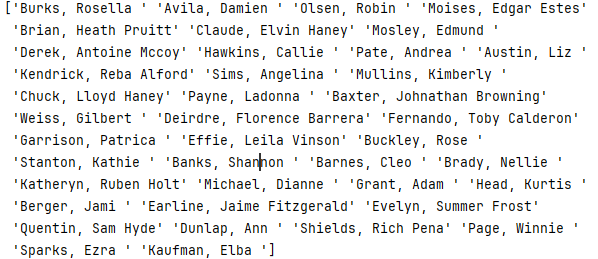 ['Burks, Rosella ' 'Avila, Damien ' 'Olsen, Robin ' 'Moises, Edgar Estes'
'Brian, Heath Pruitt' 'Claude, Elvin Haney' 'Mosley, Edmund '
'Derek, Antoine Mccoy' 'Hawkins, Callie ' 'Pate, Andrea ' 'Austin, Liz '
'Kendrick, Reba Alford' 'Sims, Angelina ' 'Mullins, Kimberly '
'Chuck, Lloyd Haney' 'Payne, Ladonna ' 'Baxter, Johnathan Browning'
'Weiss, Gilbert ' 'Deirdre, Florence Barrera' 'Fernando, Toby Calderon'
'Garrison, Patrica ' 'Effie, Leila Vinson' 'Buckley, Rose '
'Stanton, Kathie ' 'Banks, Shannon ' 'Barnes, Cleo ' 'Brady, Nellie '
'Katheryn, Ruben Holt' 'Michael, Dianne ' 'Grant, Adam ' 'Head, Kurtis '
'Berger, Jami ' 'Earline, Jaime Fitzgerald' 'Evelyn, Summer Frost'
'Quentin, Sam Hyde' 'Dunlap, Ann ' 'Shields, Rich Pena' 'Page, Winnie '
'Sparks, Ezra ' 'Kaufman, Elba ']